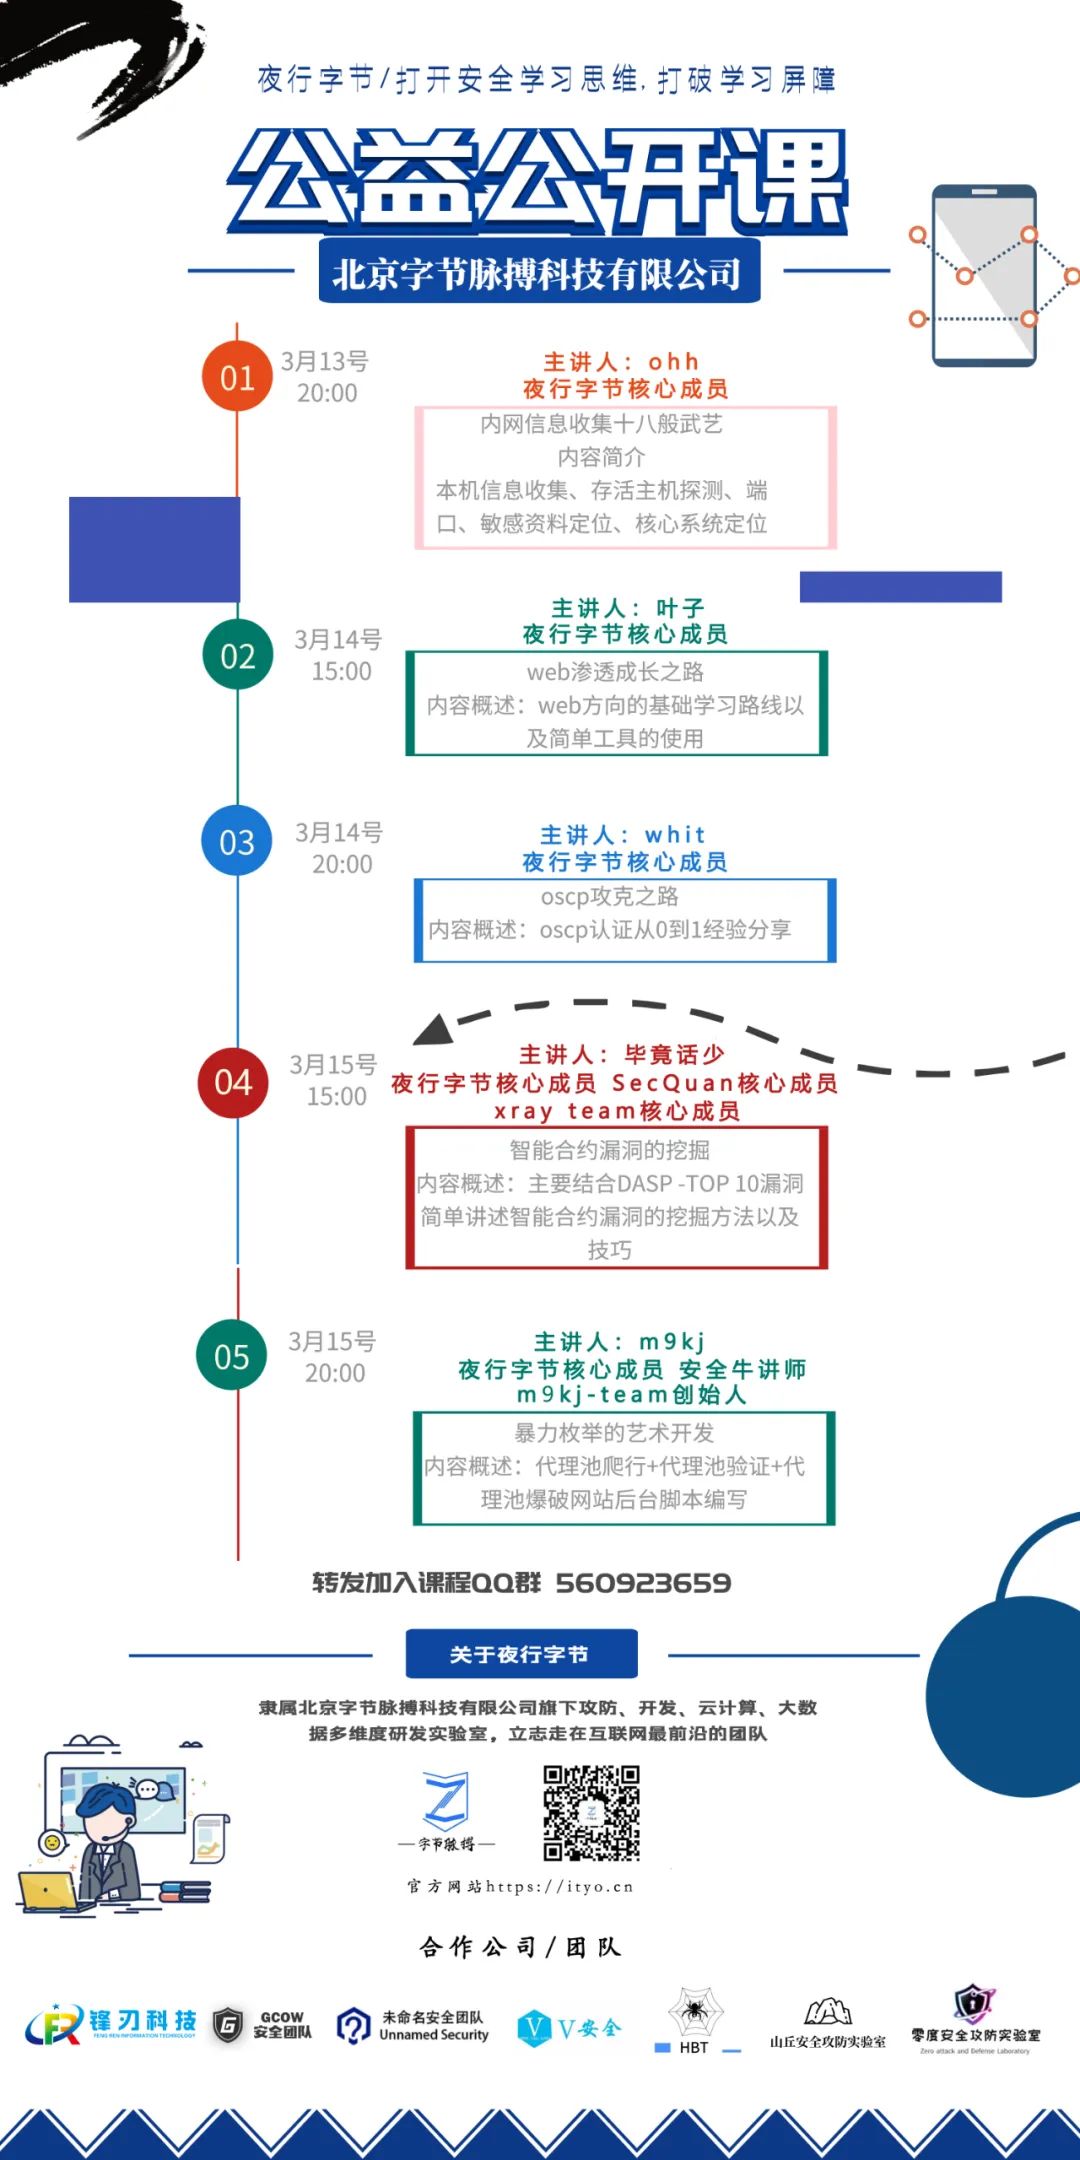 夜行字节/打开安全学习思维,打破学习屏障
公益公开课
北京字节脉搏科技有限公司
01
3月13号
20:00
主讲人：ohh
夜行字节核心成员
内网信息收集十八般武艺
内容简介
本机信息收集、存活主机探测、端
口、敏感资料定位、核心系统定位
02
3月14号
15:00
主讲人：叶子
夜行字节核心成员
web渗透成长之路
内容概述：web方向的基础学习路线以
及简单工具的使用
03
3月14号
20:00
主讲人：whit
夜行字节核心成员
oscp攻克之路
内容概述：oscp认证从0到1经验分享
04
3月15号
15:00
主讲人：毕竟话少
夜行字节核心成员 SecQuan核心成员
xray team核心成员
智能合约漏洞的挖掘
内容概述：主要结合DASP -TOP 10漏洞
简单讲述智能合约漏洞的挖掘方法以及
技巧
05
3月15号
20:00
主讲人：m9kj
夜行字节核心成员 安全牛讲师
m9kj-team创始人
暴力枚举的艺术开发
内容概述：代理池爬行+代理池验证+代
理池爆破网站后台脚本编写
转发加入课程QQ群 560923659
关于夜行字节
隶属北京字节脉搏科技有限公司旗下攻防、开发、云计算、大数
据多维度研发实验室，立志走在互联网最前沿的团队
字节脉搏
官方网站https://ityo.cn
合作公司/团队
锋刃科技
FENG REN INFORMATION TECHNOLOGY
GCOW
安全团队
未命名安全团队
Unnamed Security
V安全
HBT
山丘安全攻防实验室
零度安全攻防实验室
Zero attack and Defense Laboratory